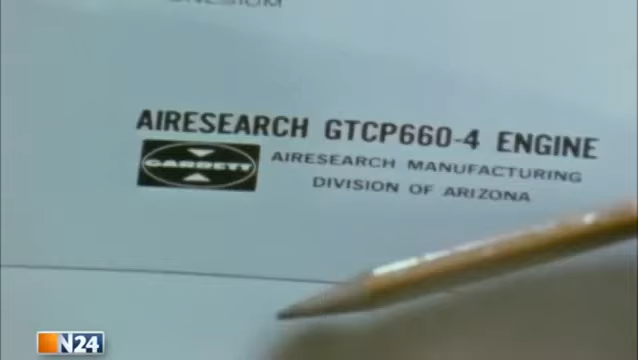 AIRESEARCH GTCP660-4 ENGINE
GARRETT
AIRESEARCH MANUFACTURING
DIVISION OF ARIZONA
N24